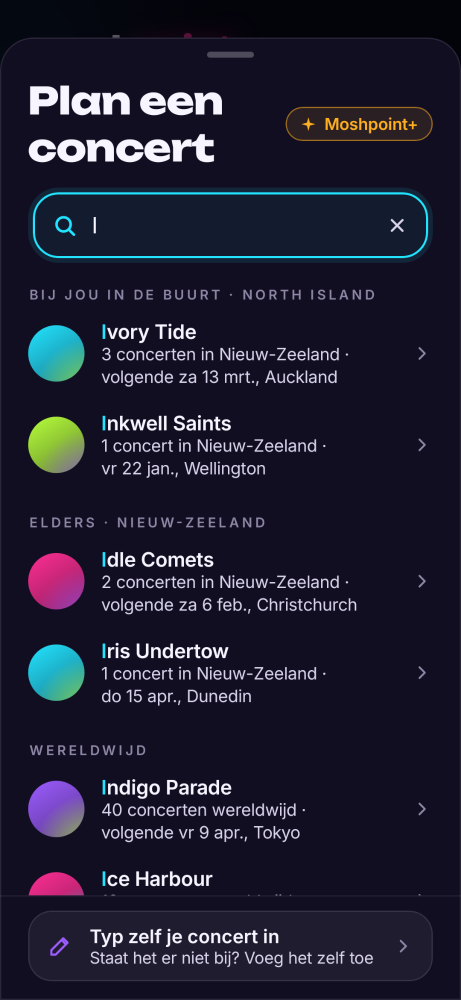 Plan een
concert
Moshpoint+
I
BIJ JOU IN DE BUURT · NORTH ISLAND
Ivory Tide
3 concerten in Nieuw-Zeeland ·
volgende za 13 mrt., Auckland
Inkwell Saints
1 concert in Nieuw-Zeeland ·
vr 22 jan., Wellington
ELDERS · NIEUW-ZEELAND
Idle Comets
2 concerten in Nieuw-Zeeland ·
volgende za 6 feb., Christchurch
Iris Undertow
1 concert in Nieuw-Zeeland ·
do 15 apr., Dunedin
WERELDWIJD
Indigo Parade
40 concerten wereldwijd ·
volgende vr 9 apr., Tokyo
Ice Harbour
Typ zelf je concert in
Staat het er niet bij? Voeg het zelf toe